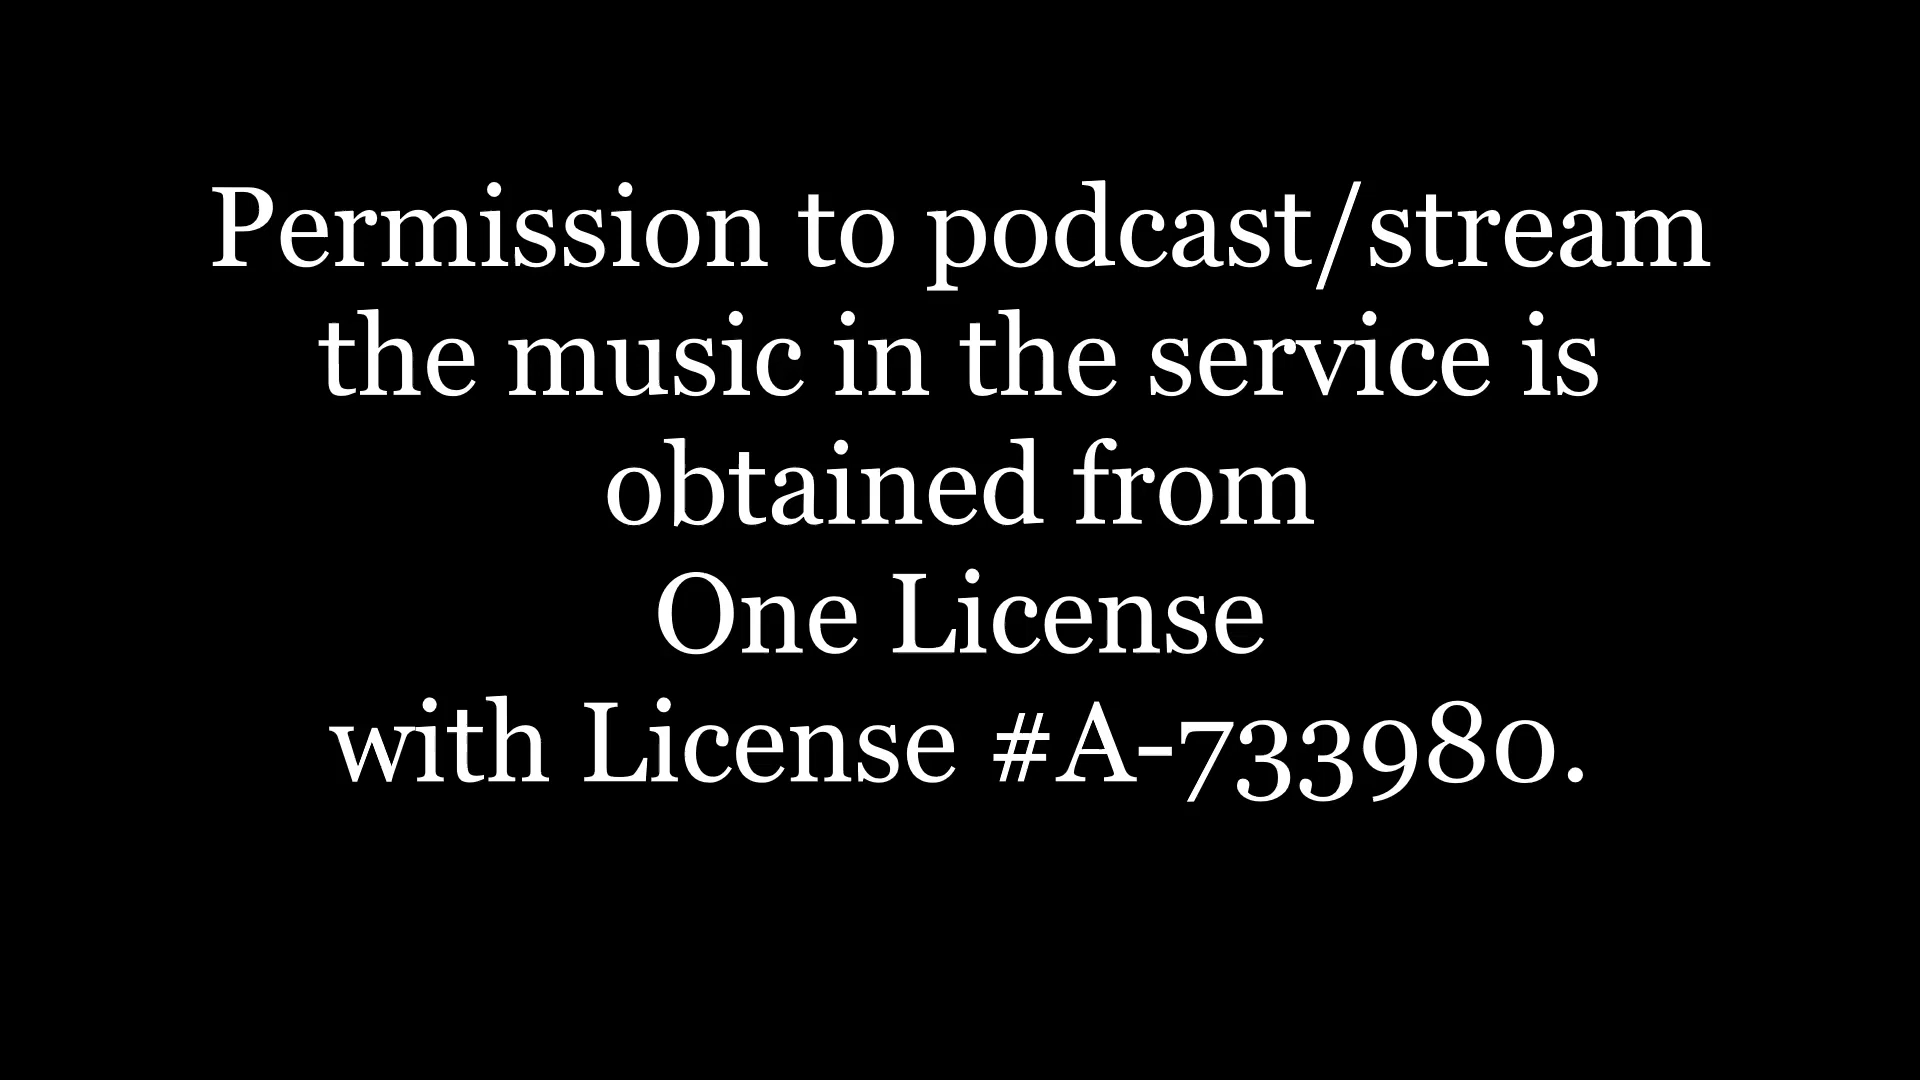 Permission to podcast/stream
the music in the service is
obtained from
One License
with License #A-733980.